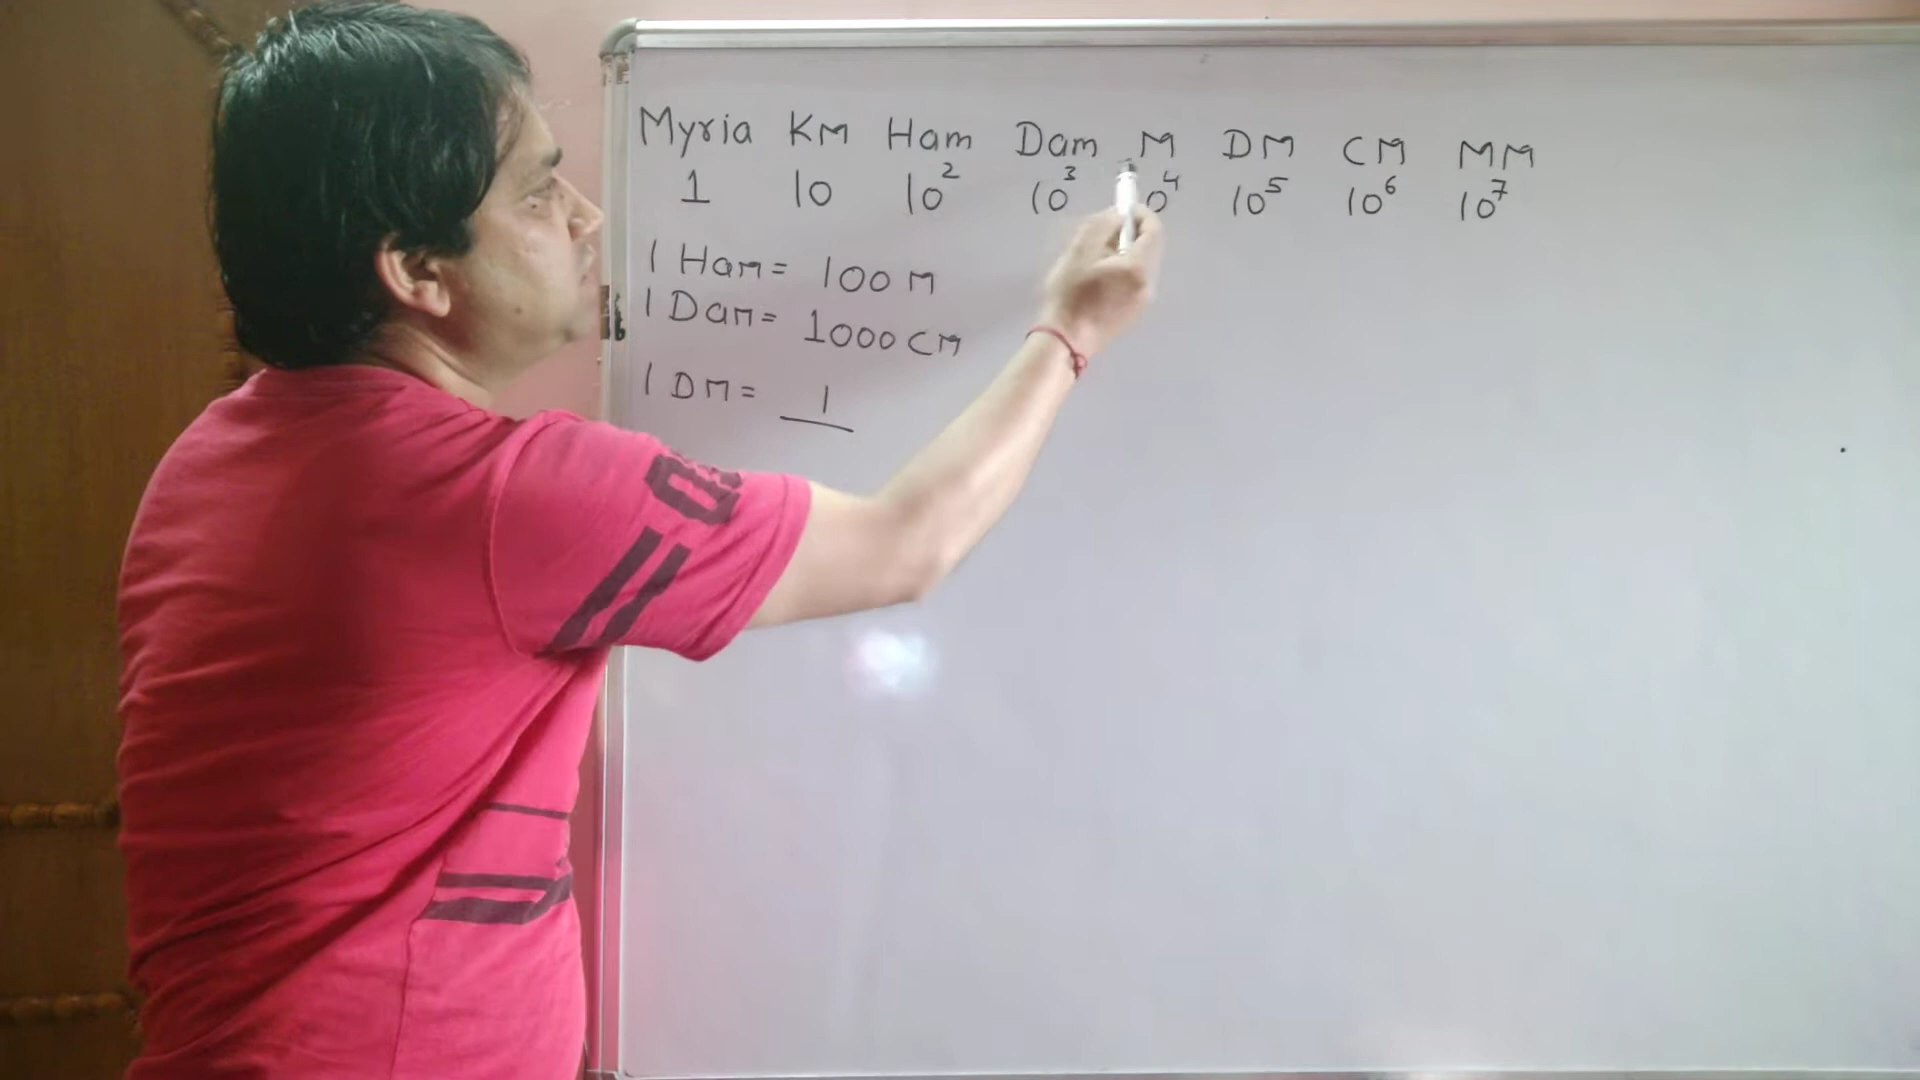 Myria KM Ham Dam M DM CM MM
1 10 10² 10³ 10⁴ 10⁵ 10⁶ 10⁷
1 Ham = 100 M
1 Dam = 1000 CM
1 DM = 1